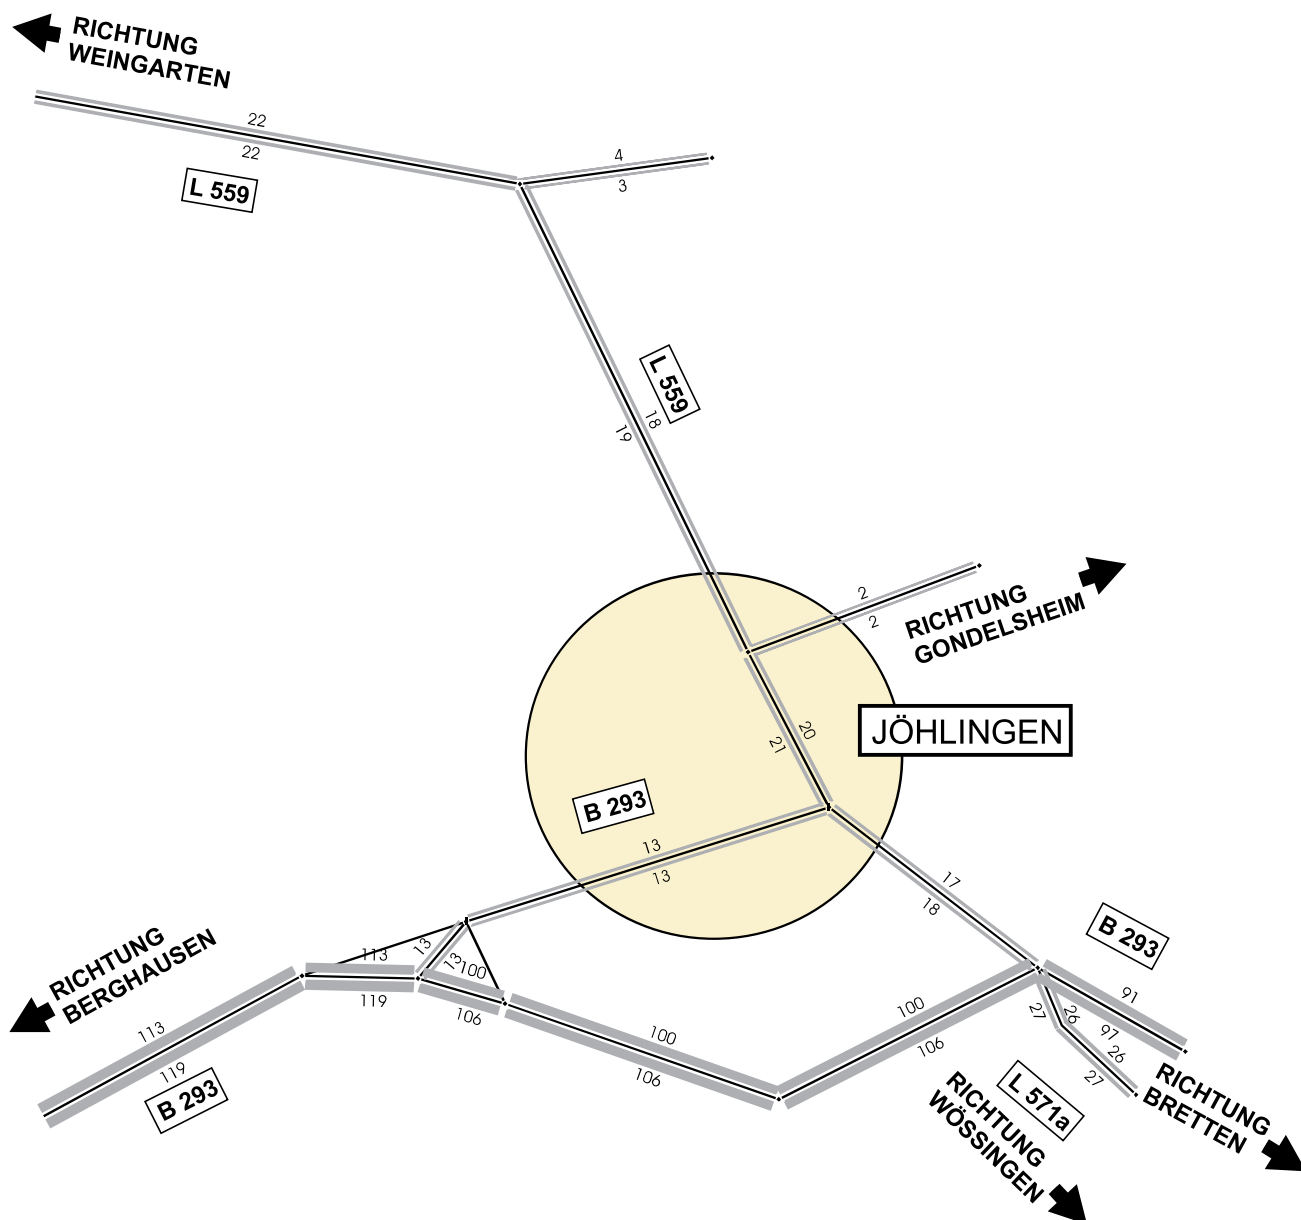 RICHTUNG
WEINGARTEN
22
22
L 559
4
3
L 559
18
19
2
2
RICHTUNG
GONDELSHEIM
JÖHLINGEN
20
21
B 293
13
13
17
18
B 293
RICHTUNG
BERGHAUSEN
113
13
13
100
119
106
113
119
B 293
100
106
100
106
91
97
27
26
26
27
L 571a
RICHTUNG
BRETTEN
RICHTUNG
WÖSSINGEN